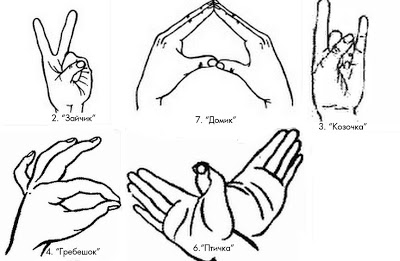 2. "Зайчик"
7. "Домик"
3. "Козочка"
4. "Гребешок"
6. "Птичка"